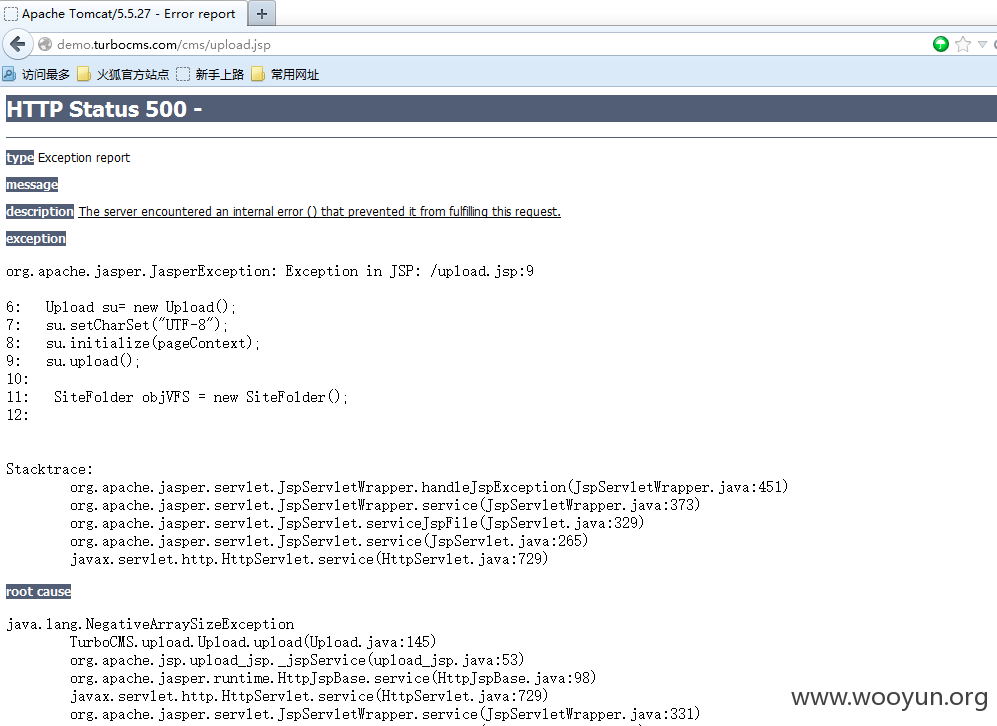 Apache Tomcat/5.5.27 - Error report
demo.turbocms.com/cms/upload.jsp
访问最多 火狐官方站点 新手上路 常用网址
HTTP Status 500 -
type Exception report
message
description The server encountered an internal error () that prevented it from fulfilling this request.
exception
org.apache.jasper.JasperException: Exception in JSP: /upload.jsp:9
6:   Upload su= new Upload();
7:   su.setCharSet("UTF-8");
8:   su.initialize(pageContext);
9:   su.upload();
10:
11:   SiteFolder objVFS = new SiteFolder();
12:
Stacktrace:
org.apache.jasper.servlet.JspServletWrapper.handleJspException(JspServletWrapper.java:451)
org.apache.jasper.servlet.JspServletWrapper.service(JspServletWrapper.java:373)
org.apache.jasper.servlet.JspServlet.serviceJspFile(JspServlet.java:329)
org.apache.jasper.servlet.JspServlet.service(JspServlet.java:265)
javax.servlet.http.HttpServlet.service(HttpServlet.java:729)
root cause
java.lang.NegativeArraySizeException
TurboCMS.upload.Upload.upload(Upload.java:145)
org.apache.jsp.upload_jsp._jspService(upload_jsp.java:53)
org.apache.jasper.runtime.HttpJspBase.service(HttpJspBase.java:98)
javax.servlet.http.HttpServlet.service(HttpServlet.java:729)
org.apache.jasper.servlet.JspServletWrapper.service(JspServletWrapper.java:331)
www.wooyun.org